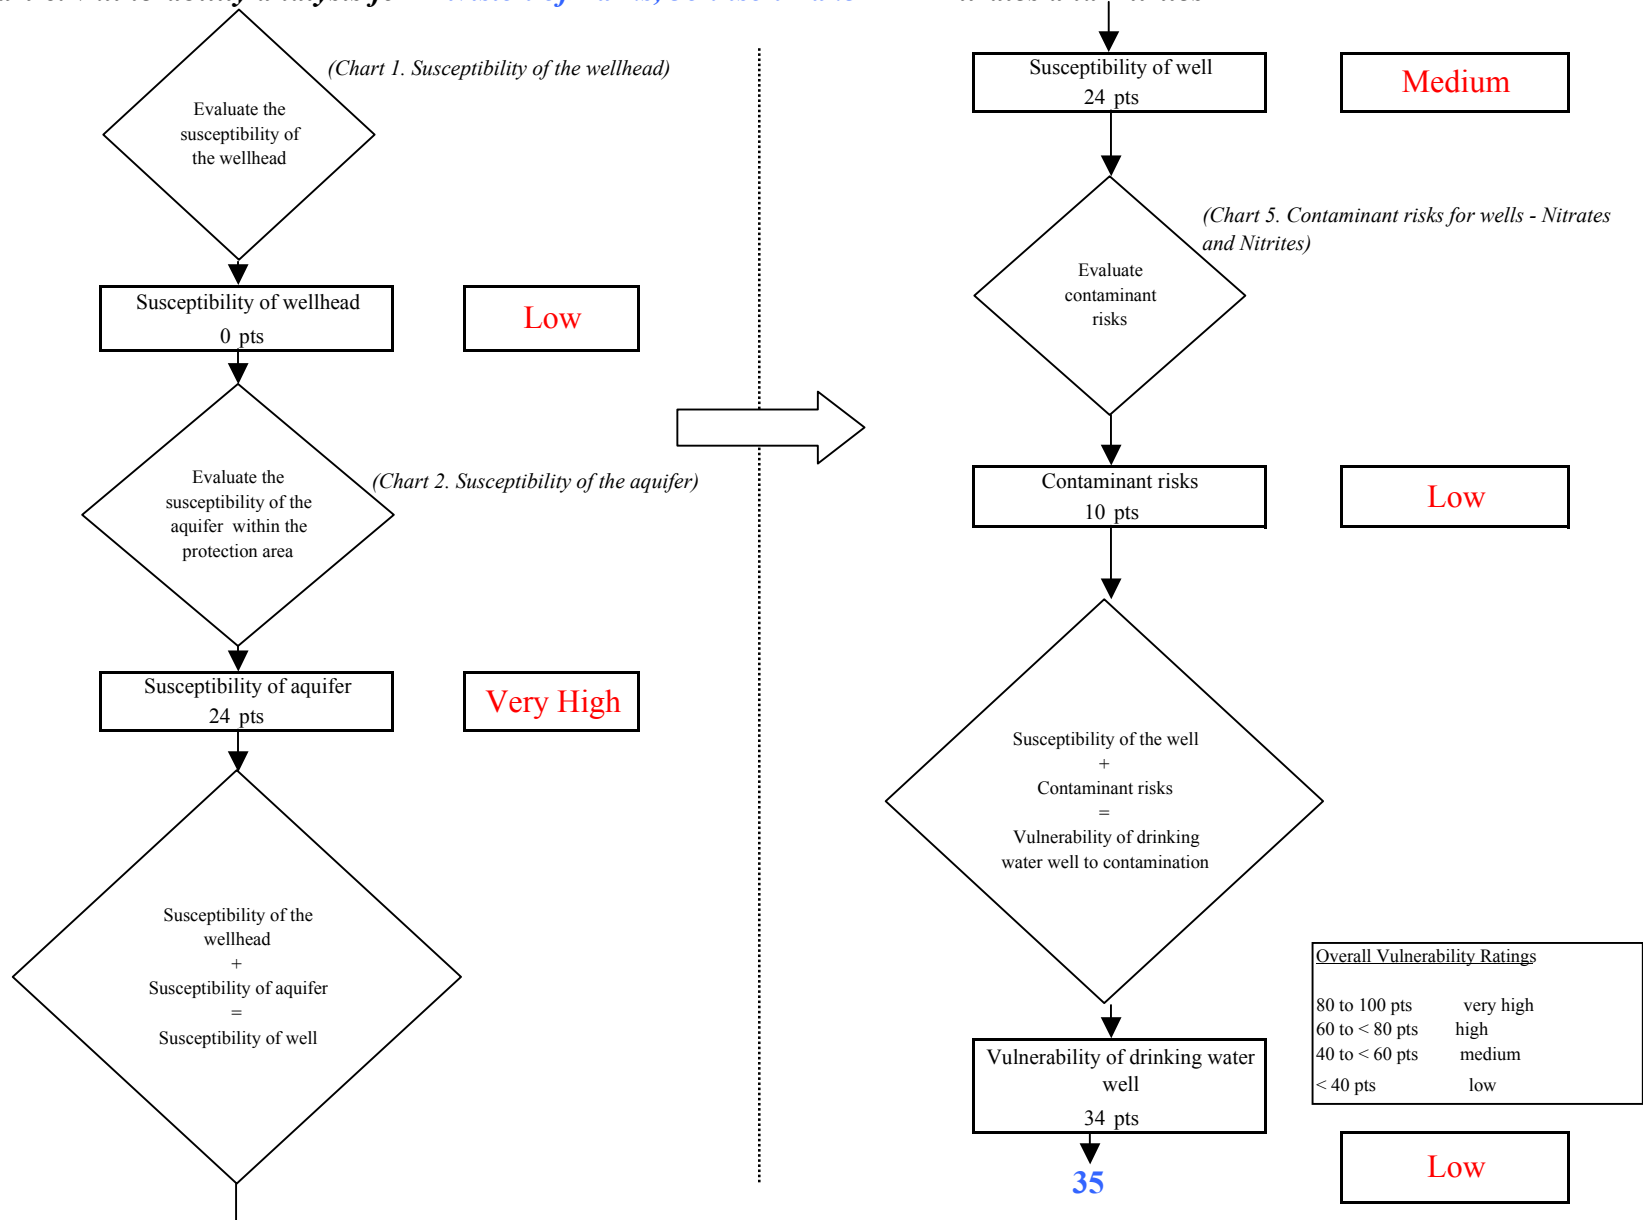 (Chart 1. Susceptibility of the wellhead)
Evaluate the
susceptibility of
the wellhead
Susceptibility of wellhead
0 pts
Low
Evaluate the
susceptibility of the
aquifer within the
protection area
(Chart 2. Susceptibility of the aquifer)
Susceptibility of aquifer
24 pts
Very High
Susceptibility of the
wellhead
+
Susceptibility of aquifer
=
Susceptibility of well
Susceptibility of well
24 pts
Medium
(Chart 5. Contaminant risks for wells - Nitrates
and Nitrites)
Evaluate
contaminant
risks
Contaminant risks
10 pts
Low
Susceptibility of the well
+
Contaminant risks
=
Vulnerability of drinking
water well to contamination
Overall Vulnerability Ratings
80 to 100 pts very high
60 to < 80 pts high
40 to < 60 pts medium
< 40 pts low
Vulnerability of drinking water
well
34 pts
35
Low